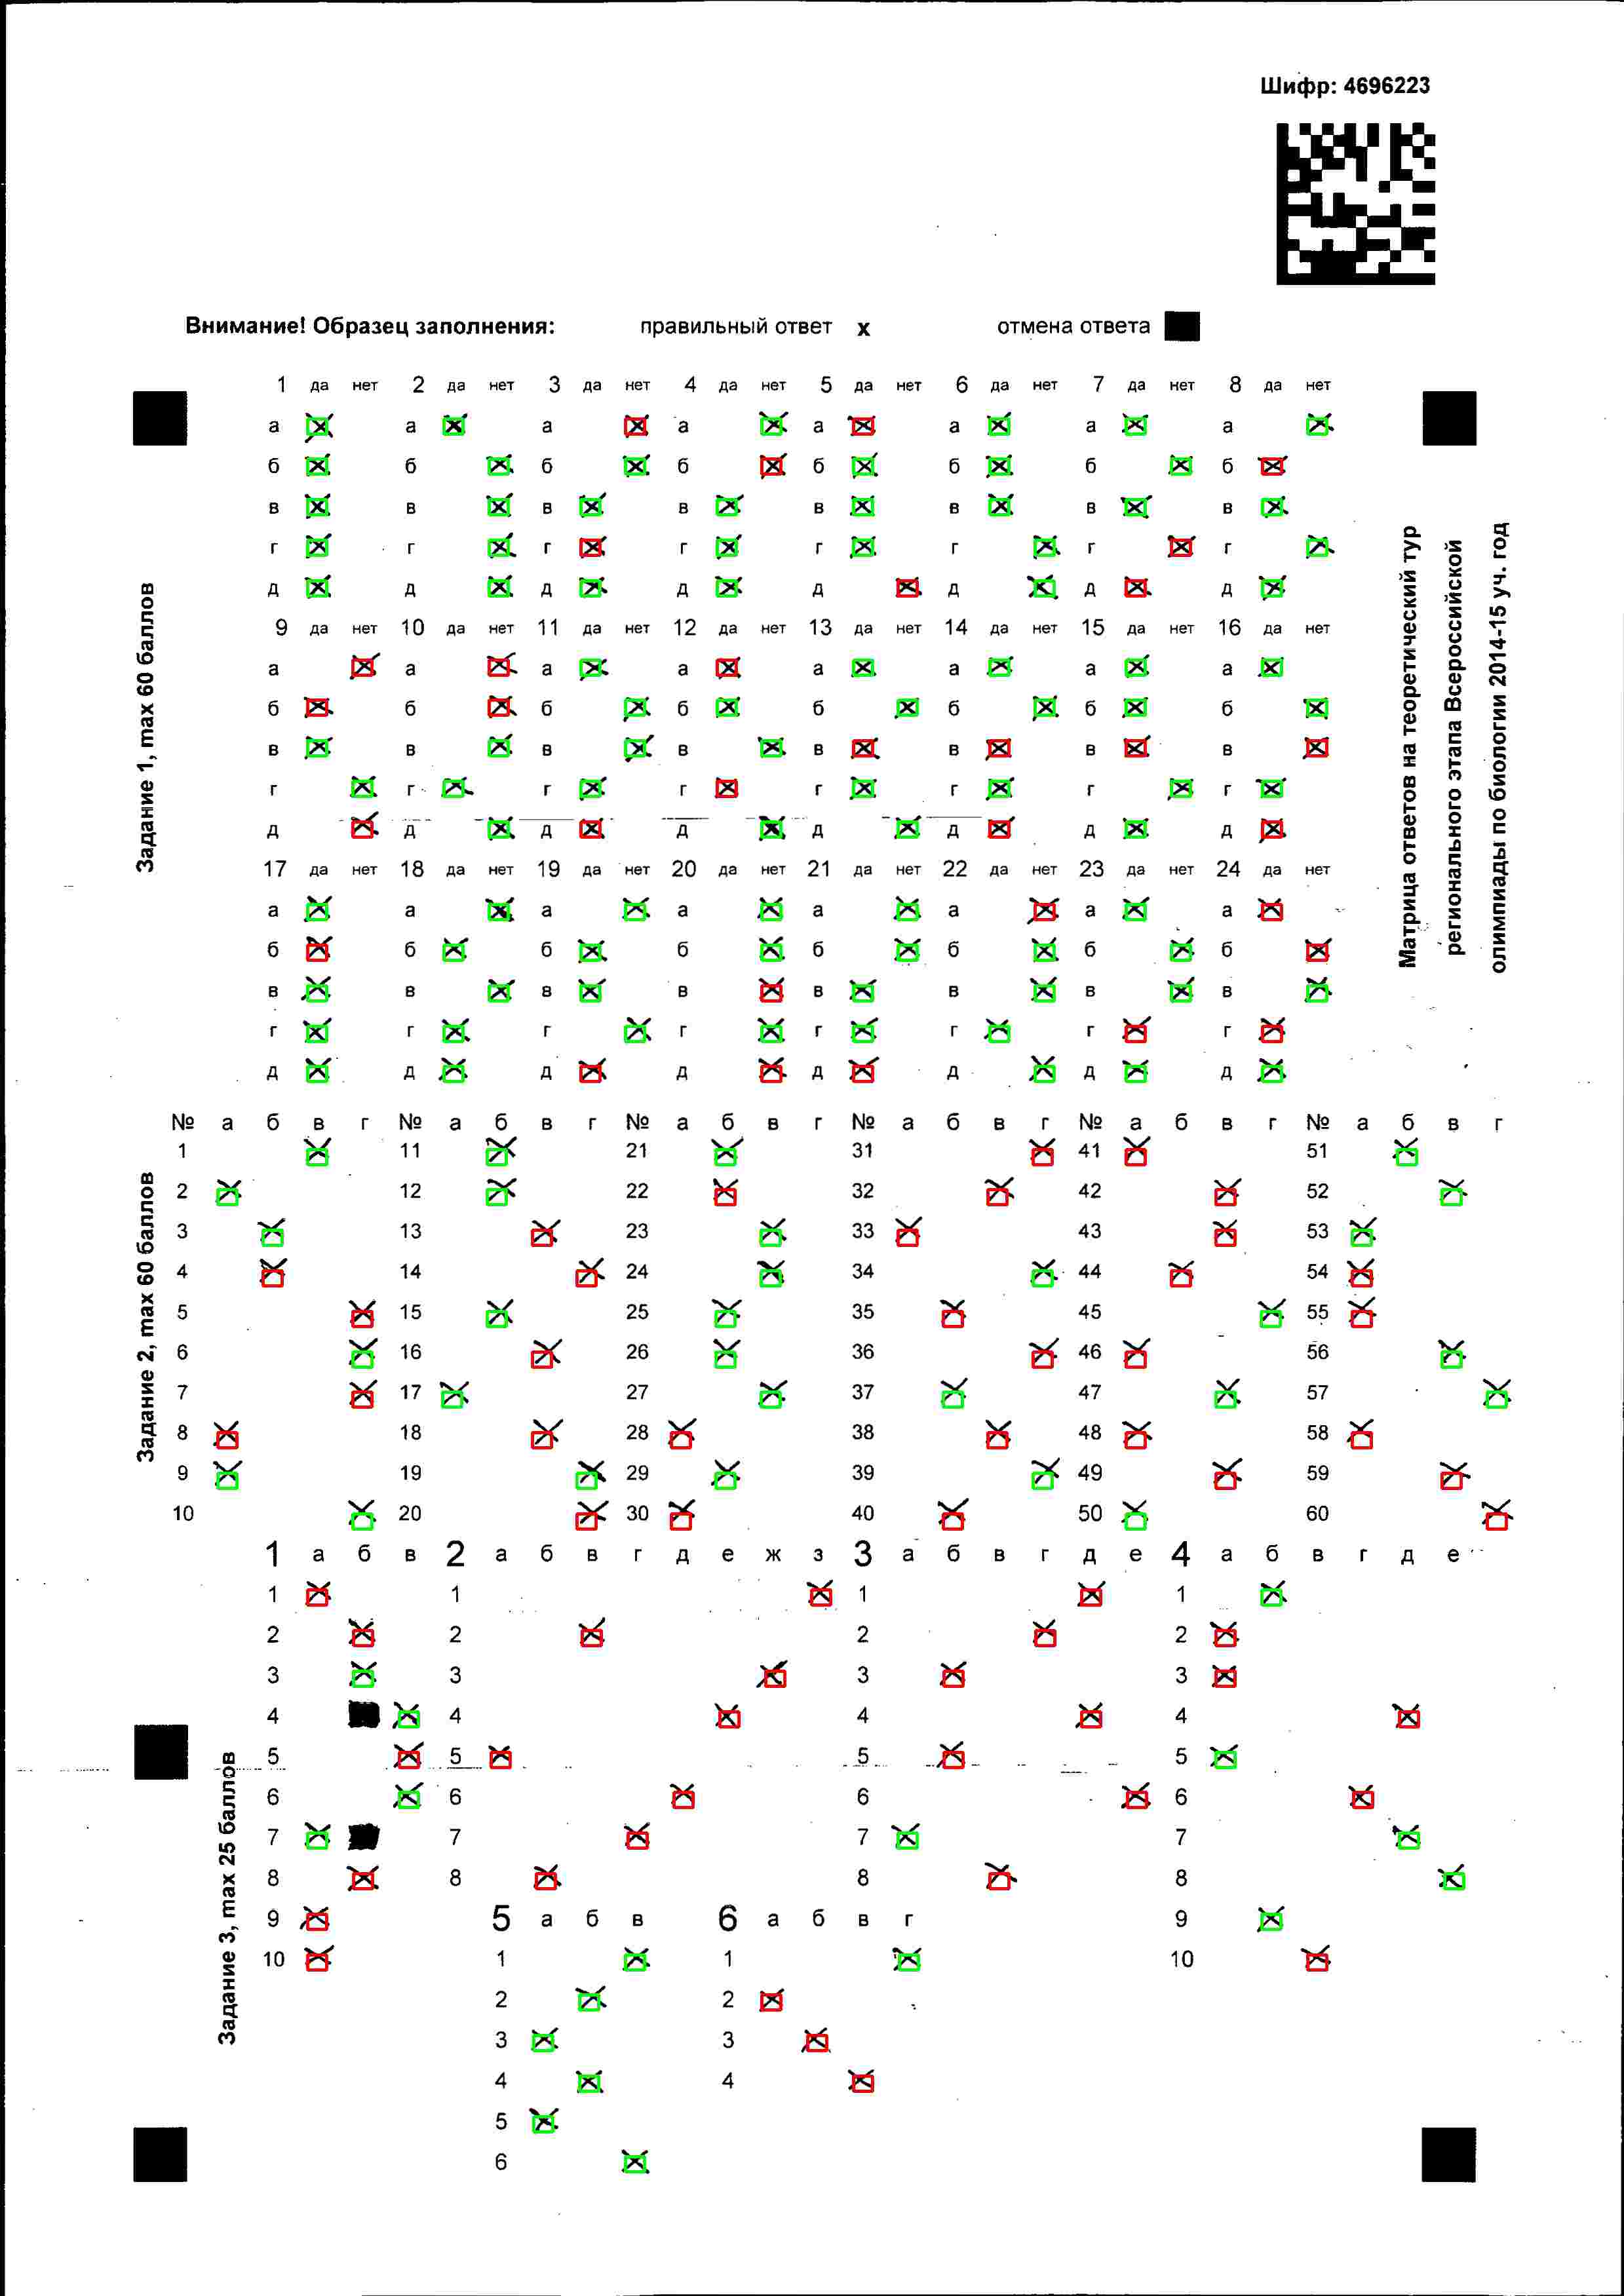 Шифр: 4696223
Внимание! Образец заполнения: правильный ответ x отмена ответа
Матрица ответов на теоретический тур
регионального этапа Всероссийской
олимпиады по биологии 2014-15 уч. год
Задание 1, max 60 баллов
1 да нет 2 да нет 3 да нет 4 да нет 5 да нет 6 да нет 7 да нет 8 да нет
а а а а а а а а
б б б б б б б б
в в в в в в в в
г г г г г г г г
д д д д д д д д
9 да нет 10 да нет 11 да нет 12 да нет 13 да нет 14 да нет 15 да нет 16 да нет
а а а а а а а а
б б б б б б б б
в в в в в в в в
г г г г г г г г
д д д д д д д д
17 да нет 18 да нет 19 да нет 20 да нет 21 да нет 22 да нет 23 да нет 24 да нет
а а а а а а а а
б б б б б б б б
в в в в в в в в
г г г г г г г г
д д д д д д д д
Задание 2, max 60 баллов
№ а б в г № а б в г № а б в г № а б в г № а б в г № а б в г
1 11 21 31 41 51
2 12 22 32 42 52
3 13 23 33 43 53
4 14 24 34 44 54
5 15 25 35 45 55
6 16 26 36 46 56
7 17 27 37 47 57
8 18 28 38 48 58
9 19 29 39 49 59
10 20 30 40 50 60
Задание 3, max 25 баллов
1 а б в 2 а б в г д е ж з 3 а б в г д е 4 а б в г д е
1 1 1 1
2 2 2 2
3 3 3 3
4 4 4 4
5 5 5 5
6 6 6 6
7 7 7 7
8 8 8 8
9 5 а б в 6 а б в г 9
10 1 1 10
2 2
3 3
4 4
5
6